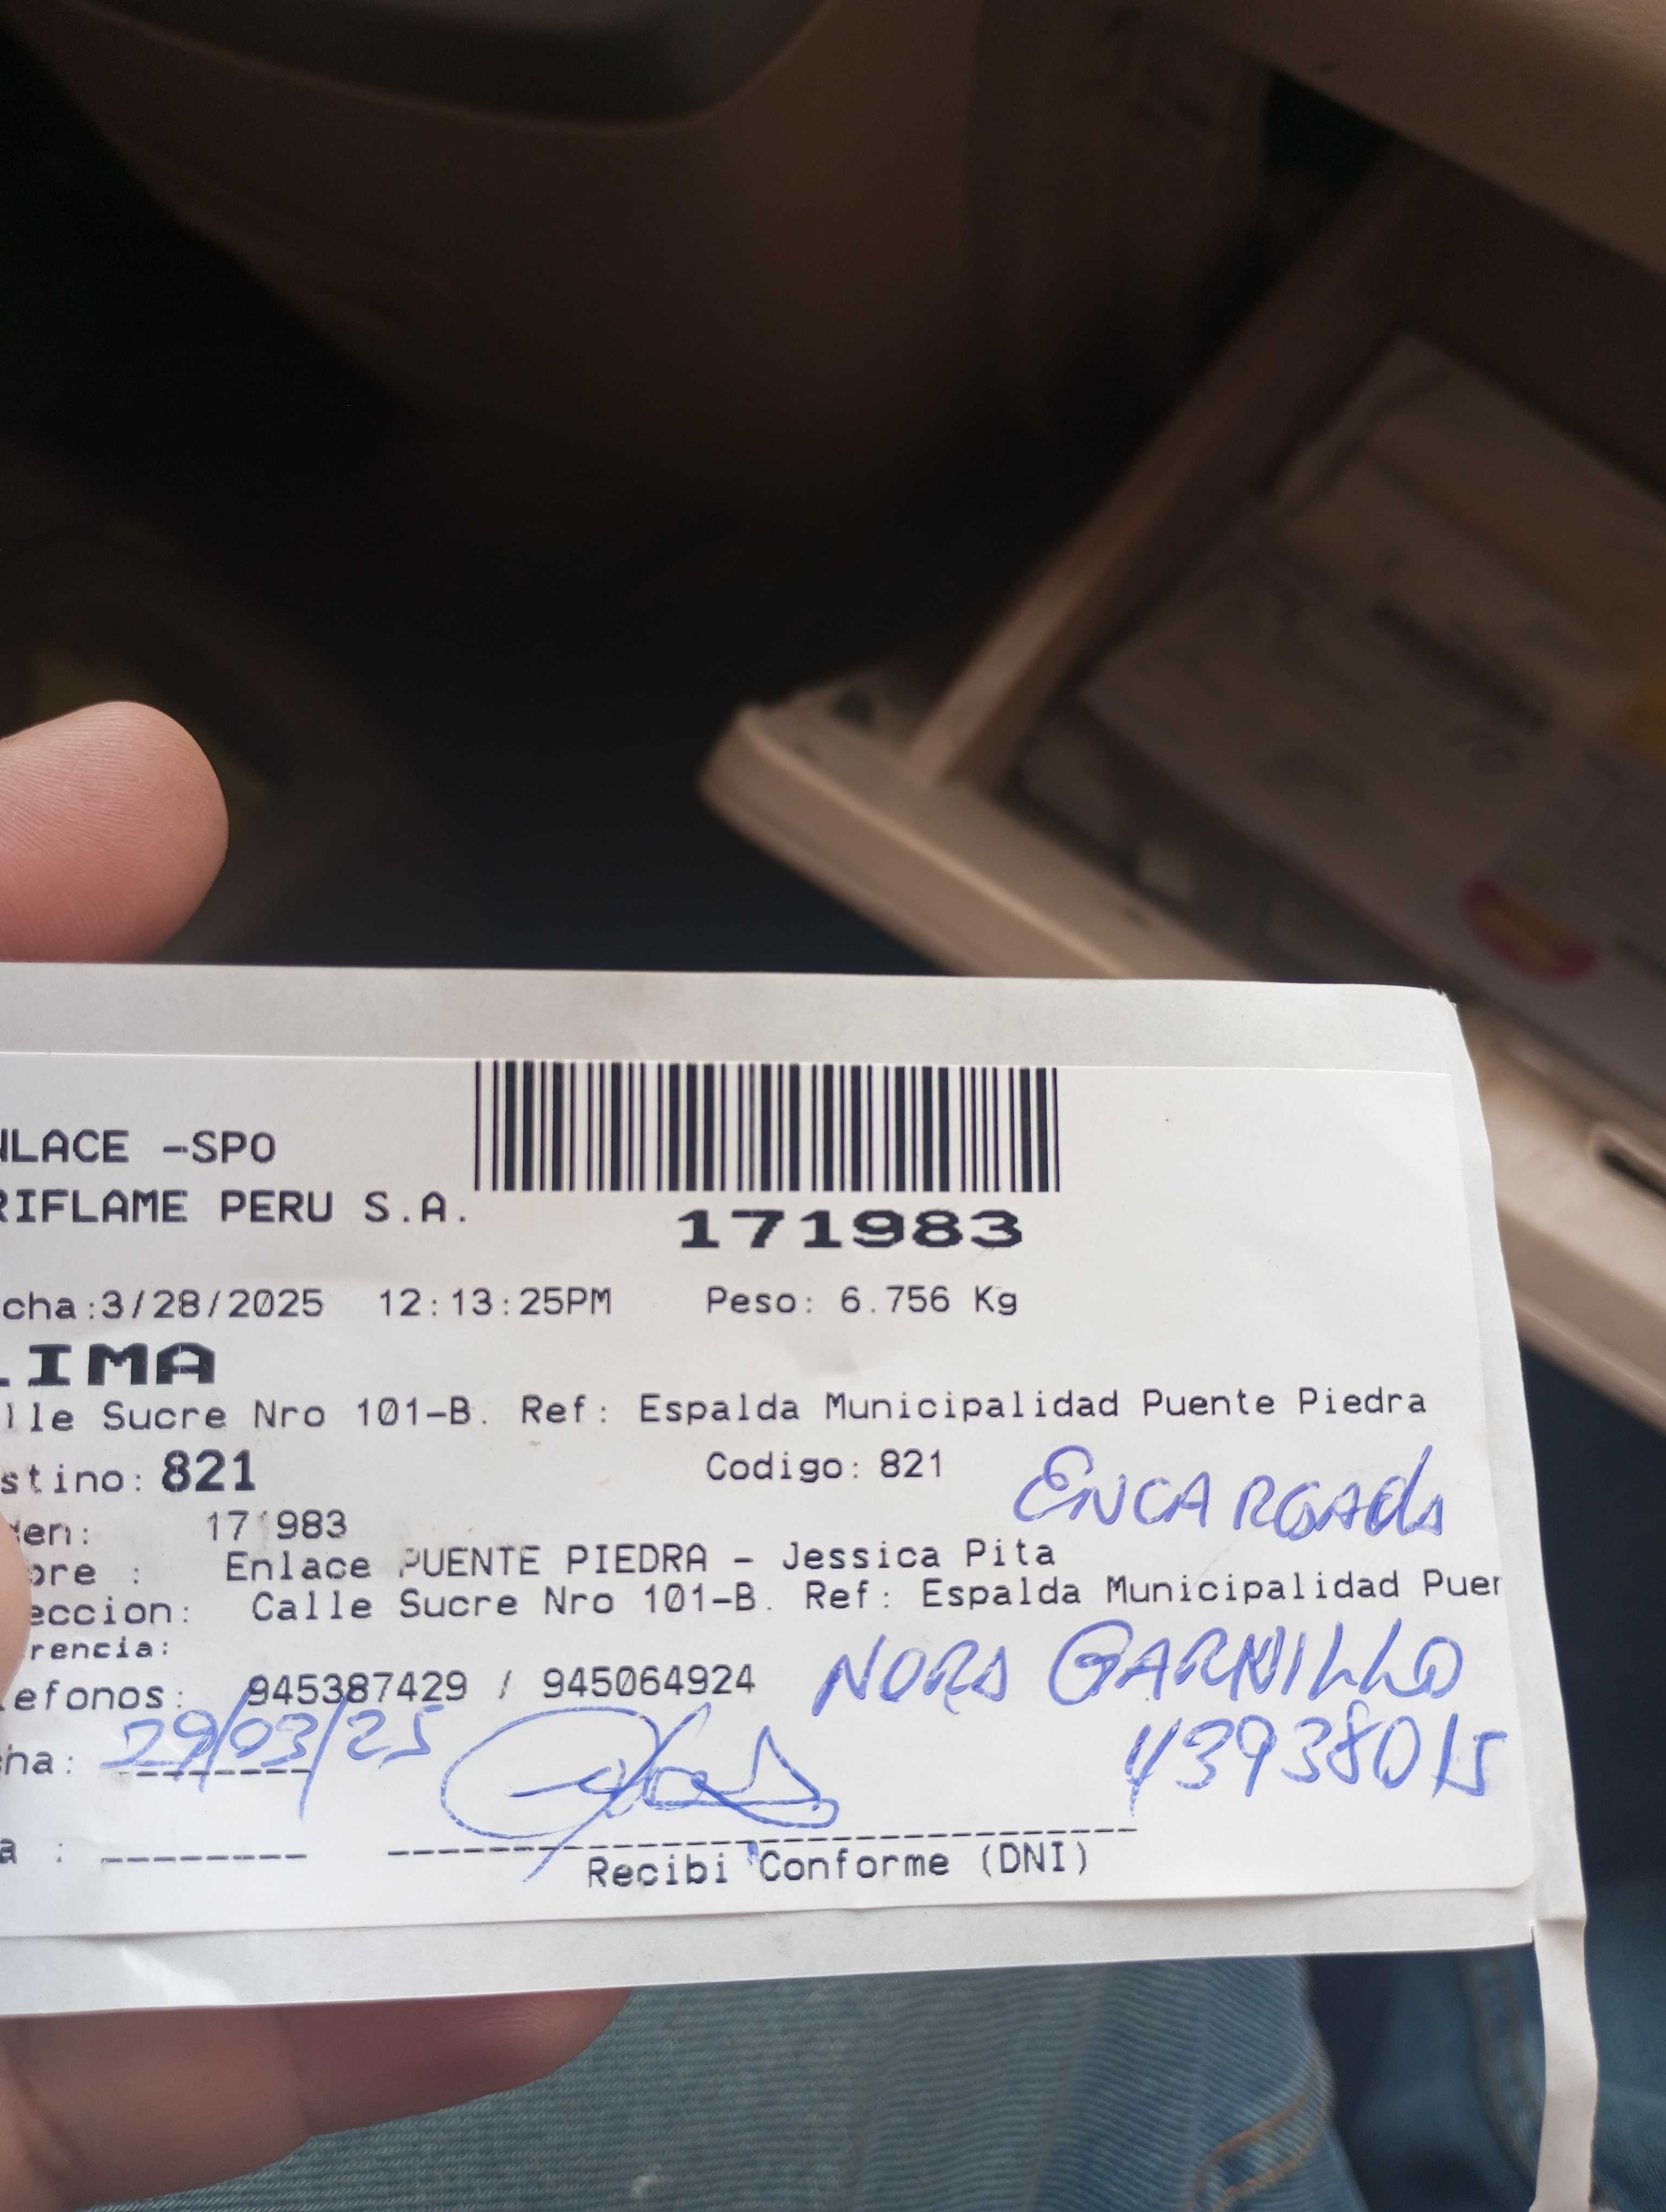 NLACE -SPO
RIFLAME PERU S.A.
171983
cha:3/28/2025 12:13:25PM Peso: 6.756 Kg
LIMA
lle Sucre Nro 101-B. Ref: Espalda Municipalidad Puente Piedra
stino: 821 Codigo: 821
ENCARGADA
den: 171983
bre : Enlace PUENTE PIEDRA - Jessica Pita
eccion: Calle Sucre Nro 101-B. Ref: Espalda Municipalidad Puer
rencia:
efonos: 945387429 / 945064924
NORA GARNILLO
ha: 29/03/25
43938015
a :
Recibi Conforme (DNI)